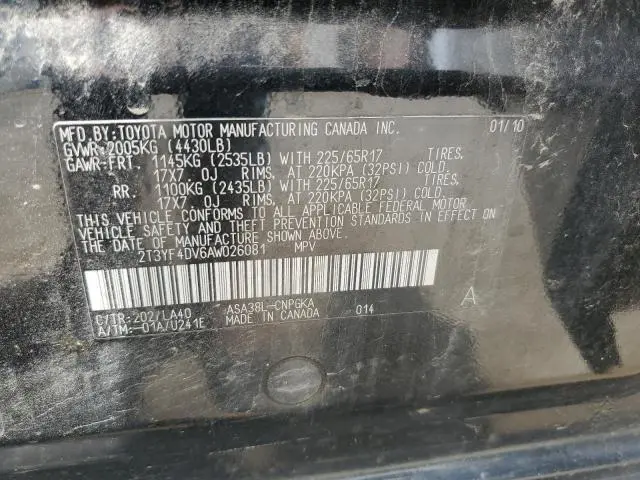 MFD.BY:TOYOTA MOTOR MANUFACTURING CANADA INC. 01/10
GVWR:2005KG (4430LB)
GAWR:FRT. 1145KG (2535LB) WITH 225/65R17 TIRES,
17X7 OJ RIMS, AT 220KPA (32PSI) COLD.
RR. 1100KG (2435LB) WITH 225/65R17 TIRES,
17X7 OJ RIMS, AT 220KPA (32PSI) COLD.
THIS VEHICLE CONFORMS TO ALL APPLICABLE FEDERAL MOTOR
VEHICLE SAFETY AND THEFT PREVENTION STANDARDS IN EFFECT ON
THE DATE OF MANUFACTURE SHOWN ABOVE.
2T3YF4DV6AW026081 MPV
C/TR:202/LA40 ASA38L-CNPGKA 014 A
A/TM:-01A/U241E MADE IN CANADA